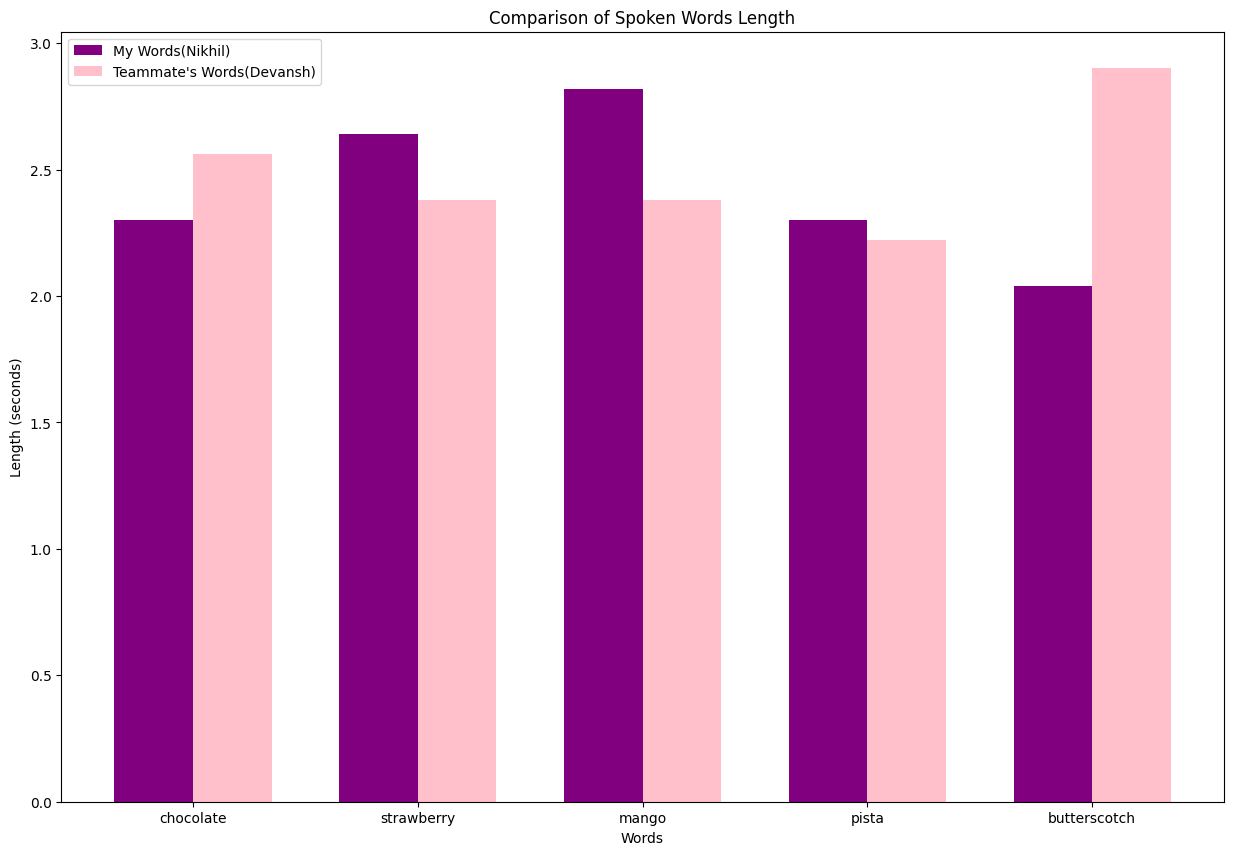 Comparison of Spoken Words Length
My Words(Nikhil)
Teammate's Words(Devansh)
3.0
2.5
2.0
1.5
1.0
0.5
0.0
Length (seconds)
chocolate
strawberry
mango
pista
butterscotch
Words